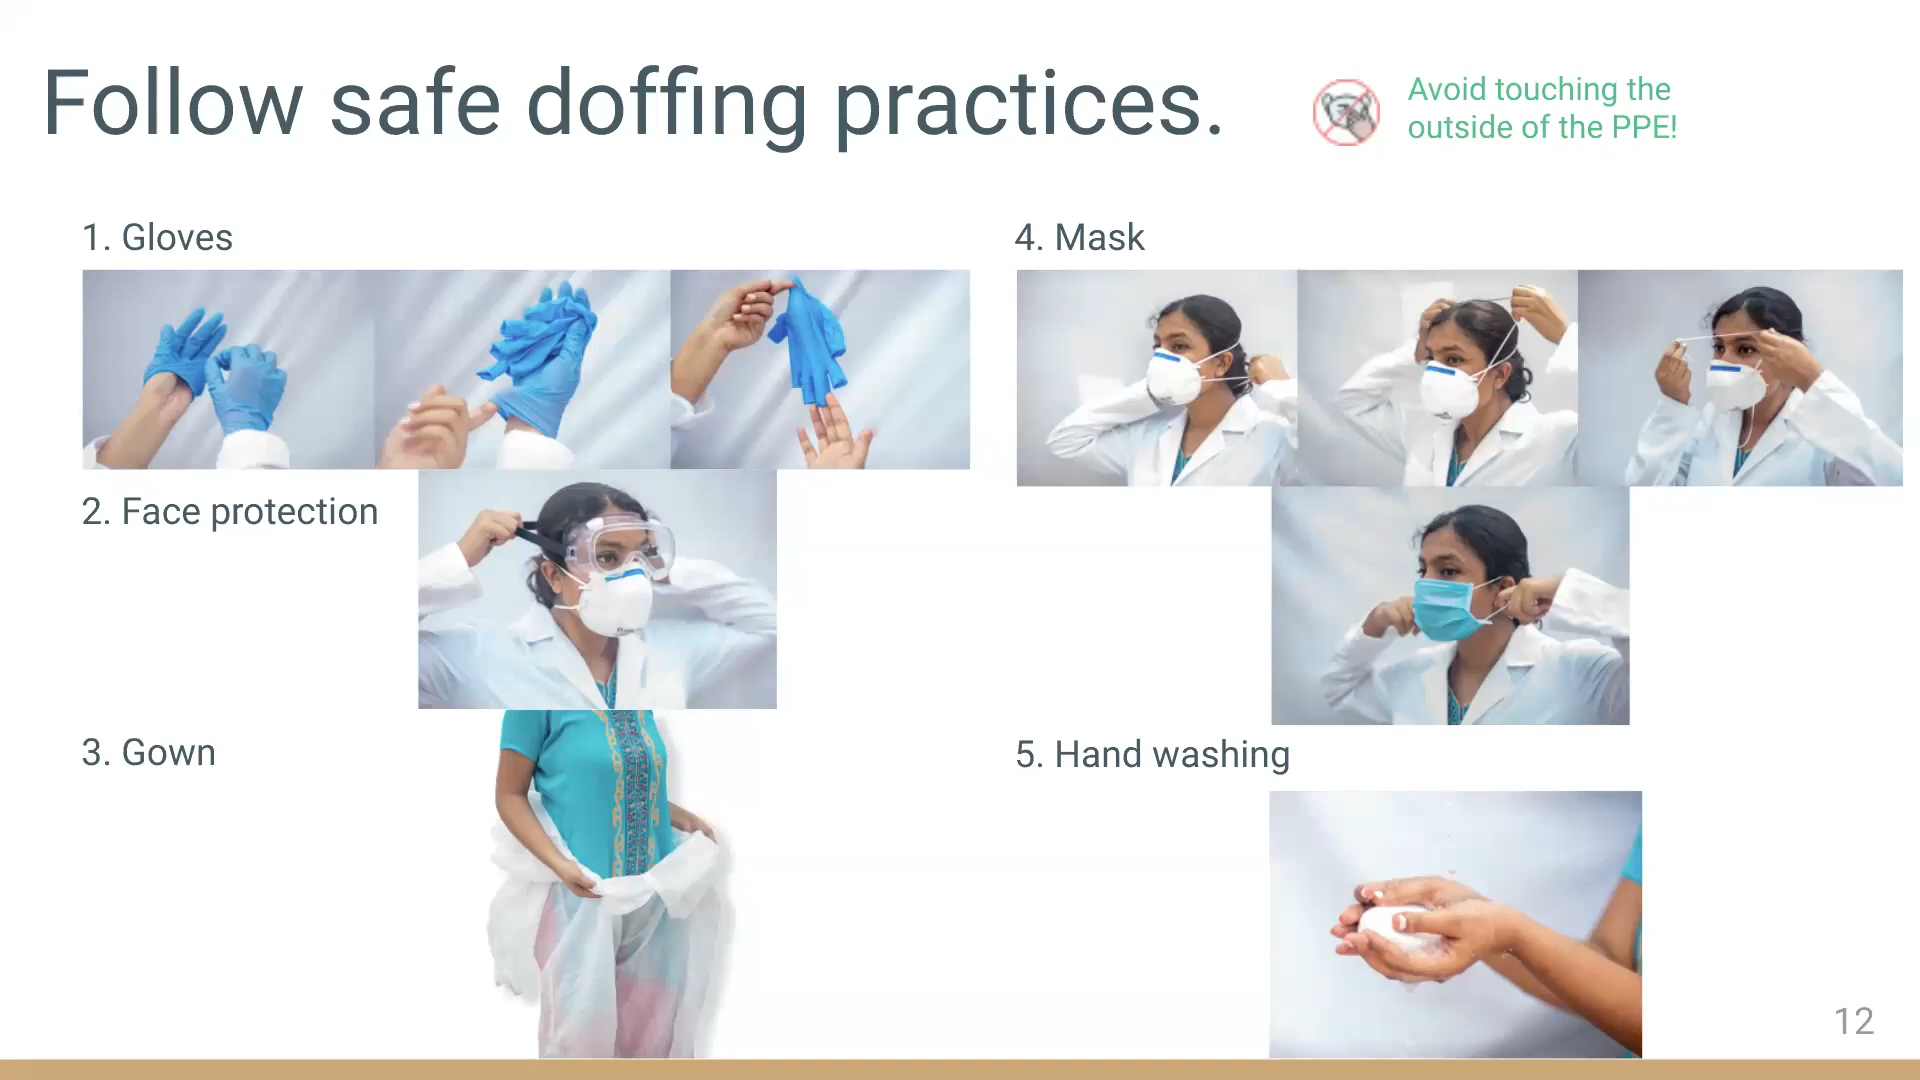 Follow safe doffing practices.
Avoid touching the
outside of the PPE!
1. Gloves
2. Face protection
3. Gown
4. Mask
5. Hand washing
12